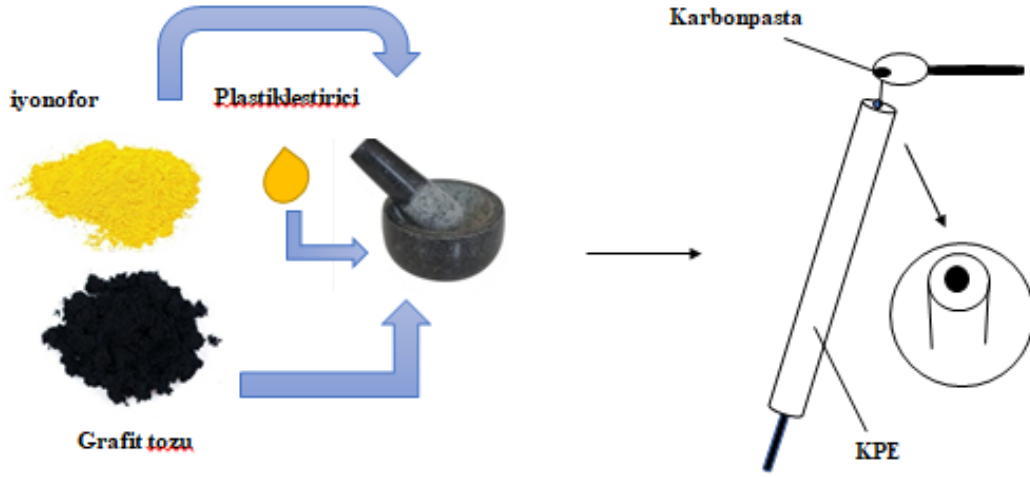 Karbonpasta
iyonofor
Plastiklestirici
Grafit tozu
KPE